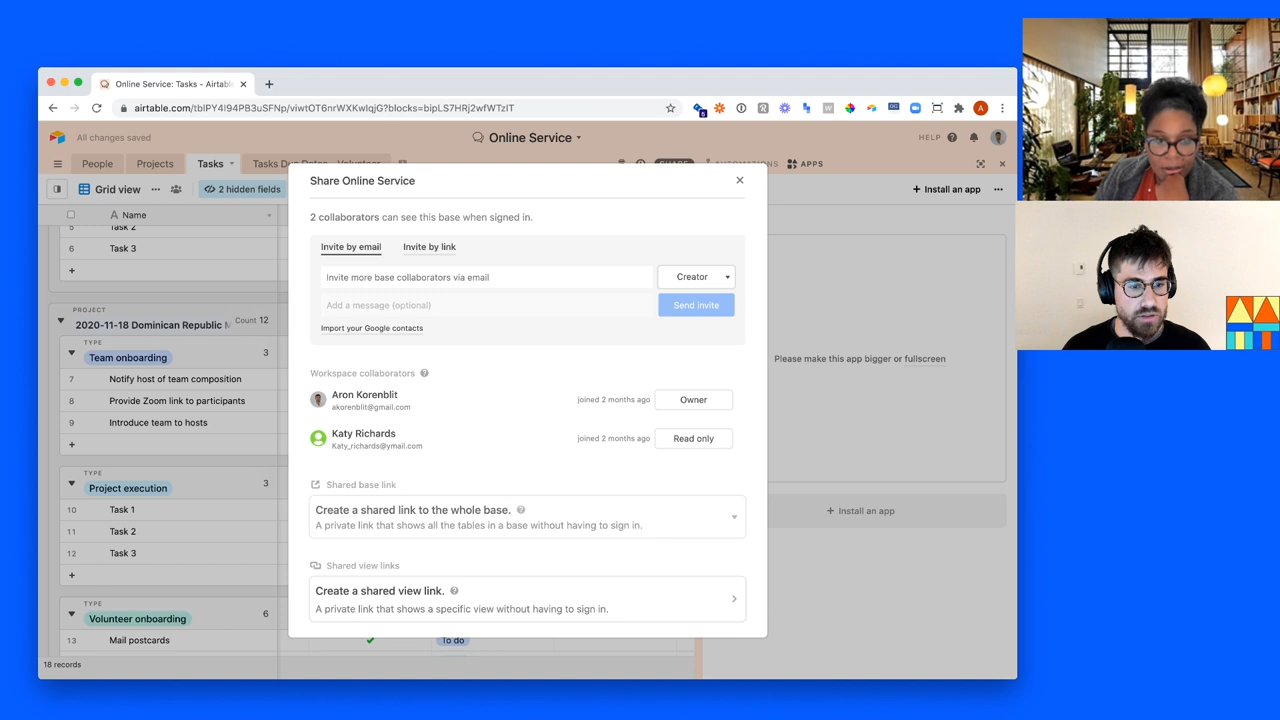 Online Service: Tasks - Airtable
airtable.com/tblPY4I94PB3uSFNp/viwtOT6nrWXKwIqjG?blocks=bipLS7HRj2wfWTzIT
5
A
All changes saved
Online Service
HELP
People
Projects
Tasks
Tasks Due Dates
Volunteer
SHARE
AUTOMATIONS
APPS
Grid view
2 hidden fields
Install an app
Name
5 Task 2
6 Task 3
PROJECT
2020-11-18 Dominican Republic
Count 12
TYPE
Team onboarding 3
7 Notify host of team composition
8 Provide Zoom link to participants
9 Introduce team to hosts
TYPE
Project execution 3
10 Task 1
11 Task 2
12 Task 3
TYPE
Volunteer onboarding 6
13 Mail postcards
To do
18 records
Share Online Service
2 collaborators can see this base when signed in.
Invite by email
Invite by link
Invite more base collaborators via email
Creator
Add a message (optional)
Send invite
Import your Google contacts
Workspace collaborators
Aron Korenblit
akorenblit@gmail.com
joined 2 months ago
Owner
Katy Richards
Katy_richards@ymail.com
joined 2 months ago
Read only
Shared base link
Create a shared link to the whole base.
A private link that shows all the tables in a base without having to sign in.
Shared view links
Create a shared view link.
A private link that shows a specific view without having to sign in.
Please make this app bigger or fullscreen
Install an app